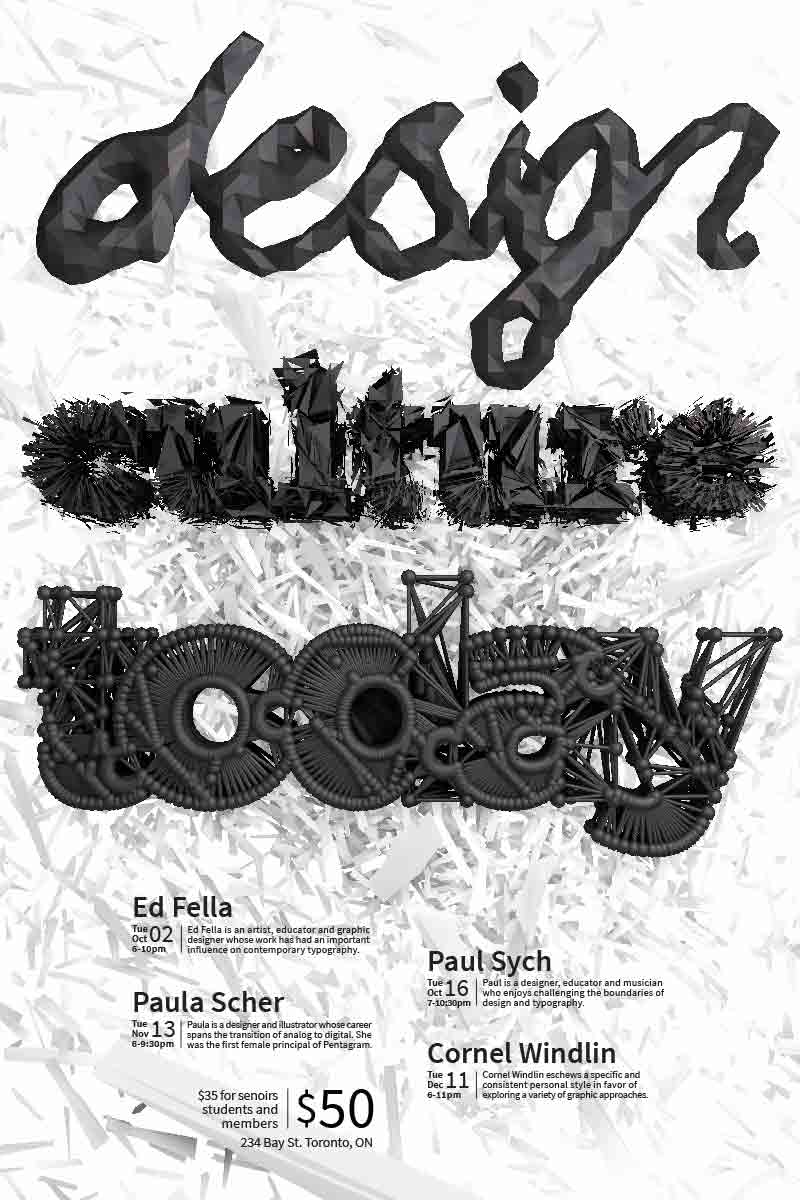 design
culture
today
Ed Fella
Tue
Oct 02
6-10pm
Ed Fella is an artist, educator and graphic
designer whose work has had an important
influence on contemporary typography.
Paul Sych
Tue
Oct 16
7-10:30pm
Paul is a designer, educator and musician
who enjoys challenging the boundaries of
design and typography.
Paula Scher
Tue
Nov 13
6-9:30pm
Paula is a designer and illustrator whose career
spans the transition of analog to digital. She
was the first female principal of Pentagram.
Cornel Windlin
Tue
Dec 11
6-11pm
Cornel Windlin eschews a specific and
consistent personal style in favor of
exploring a variety of graphic approaches.
$35 for senoirs
students and
members
$50
234 Bay St. Toronto, ON